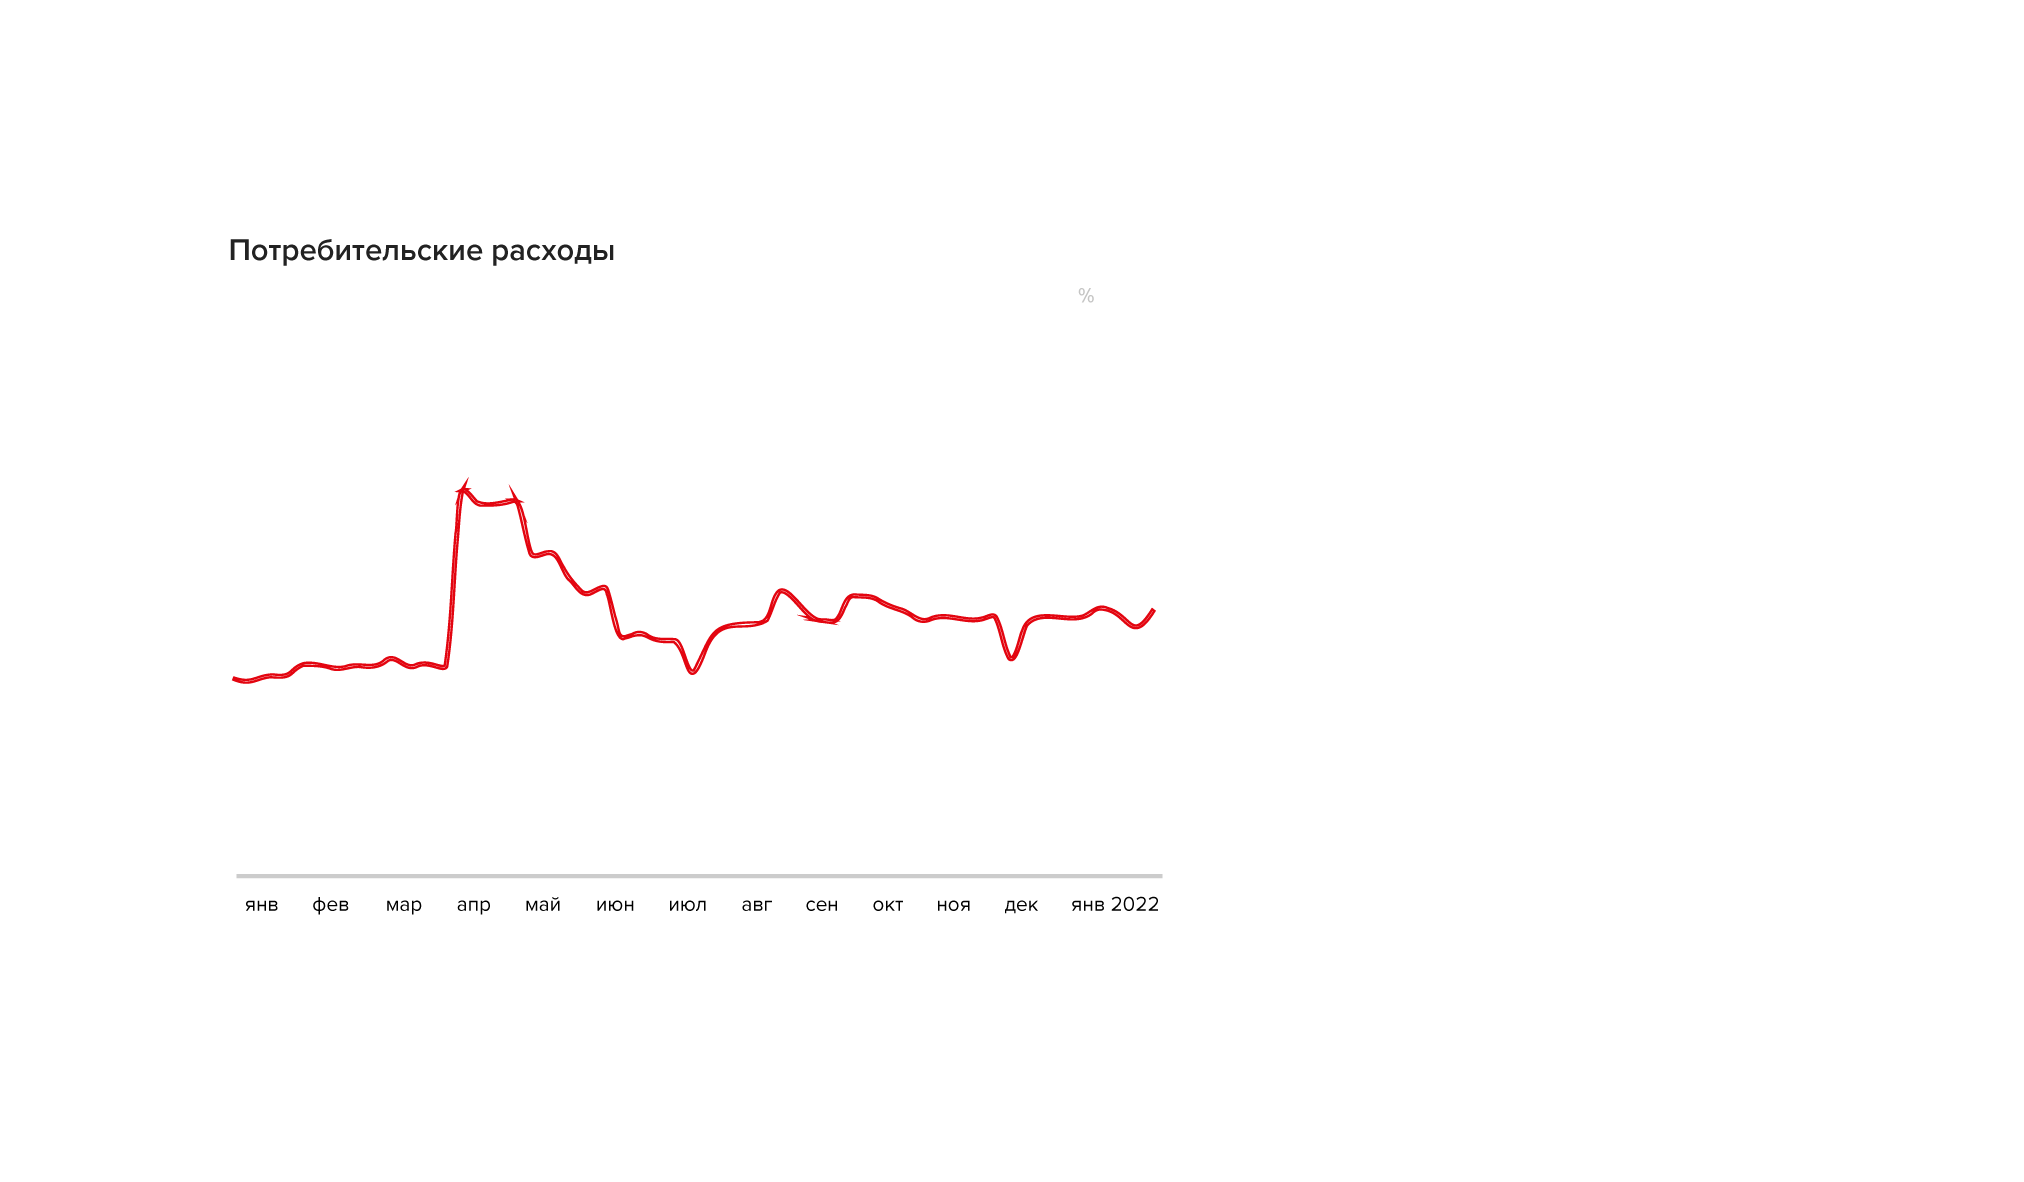 Потребительские расходы
%
янв фев мар апр май июн июл авг сен окт ноя дек янв 2022